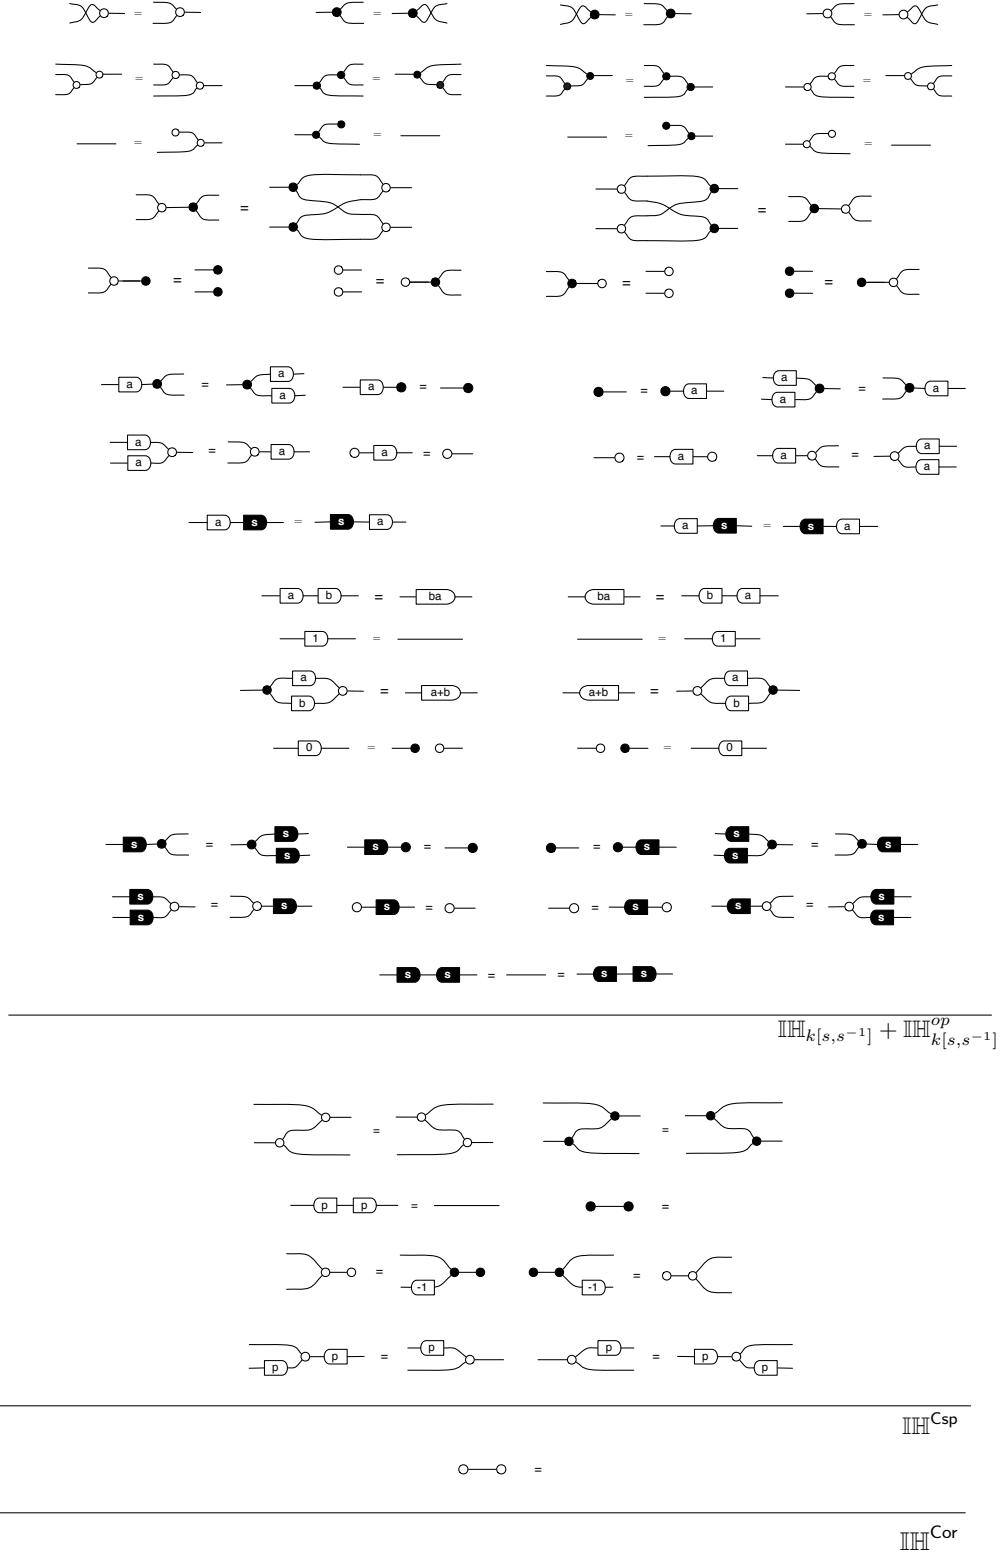 = = = =
= = = =
= = = =
= =
= = = =
a = a a a = = a a a = a
a a = a a = = a a = a a
a s = s a a s = s a
a b = ba ba = b a
1 = = 1
a b = a+b a+b = a b
0 = = 0
s = s s s = = s s s = s
s s = s s = = s s = s s
s s = = s s
𝕀ℍ_{k[s,s^{-1}]} + 𝕀ℍ^{op}_{k[s,s^{-1}]}
= =
p p = =
= -1 -1 =
p p = p p = p p
𝕀ℍ^{Csp}
=
𝕀ℍ^{Cor}